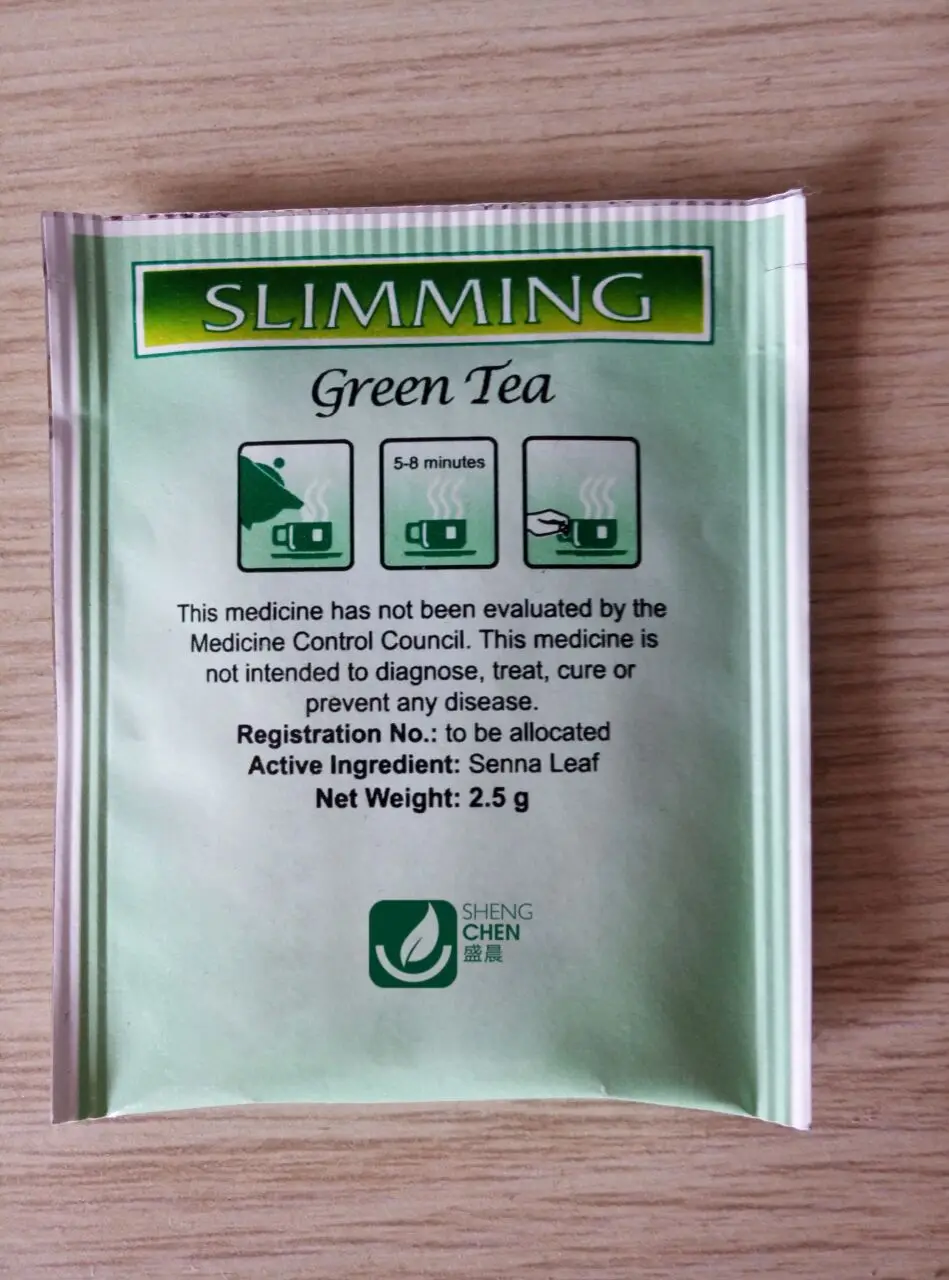 SLIMMING
Green Tea
5-8 minutes
This medicine has not been evaluated by the
Medicine Control Council. This medicine is
not intended to diagnose, treat, cure or
prevent any disease.
Registration No.: to be allocated
Active Ingredient: Senna Leaf
Net Weight: 2.5 g
SHENG
CHEN
盛晨